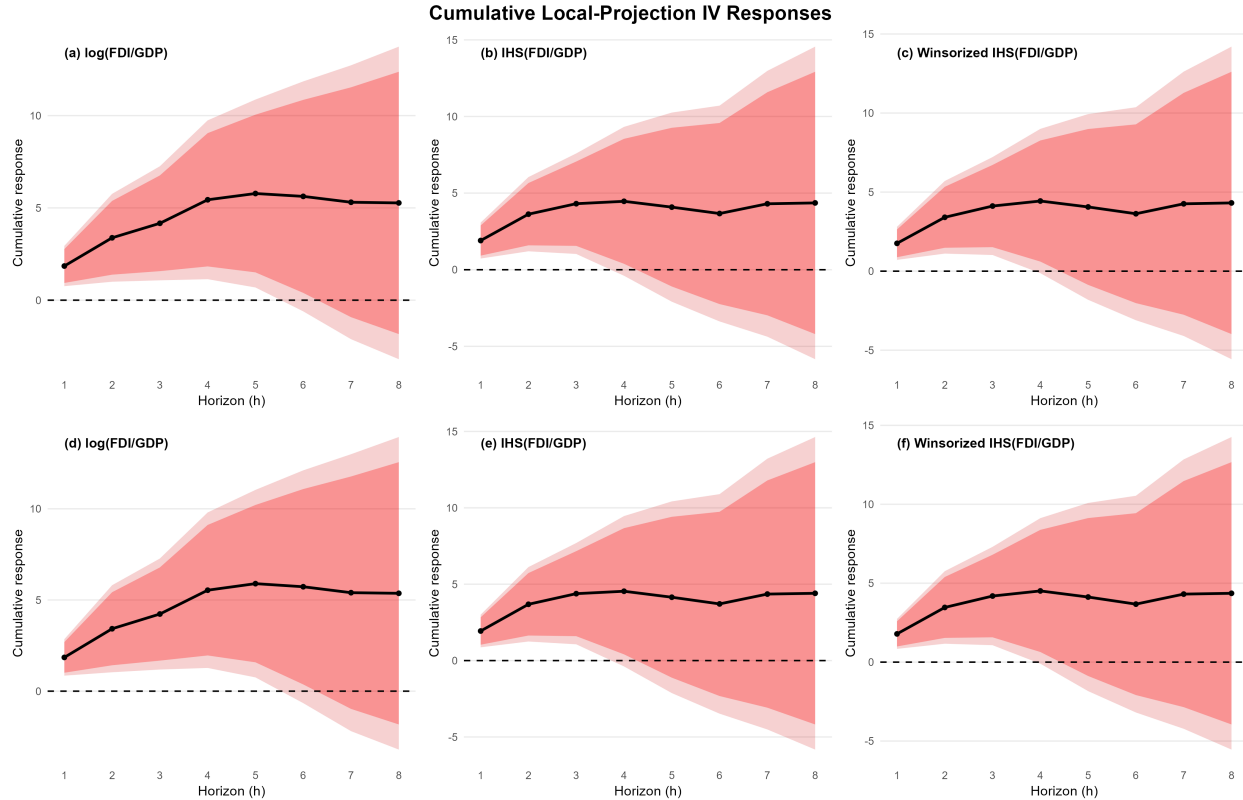 Cumulative Local-Projection IV Responses
(a) log(FDI/GDP)
Cumulative response
10
5
0
1 2 3 4 5 6 7 8
Horizon (h)
(b) IHS(FDI/GDP)
Cumulative response
15
10
5
0
-5
1 2 3 4 5 6 7 8
Horizon (h)
(c) Winsorized IHS(FDI/GDP)
Cumulative response
15
10
5
0
-5
1 2 3 4 5 6 7 8
Horizon (h)
(d) log(FDI/GDP)
Cumulative response
10
5
0
1 2 3 4 5 6 7 8
Horizon (h)
(e) IHS(FDI/GDP)
Cumulative response
15
10
5
0
-5
1 2 3 4 5 6 7 8
Horizon (h)
(f) Winsorized IHS(FDI/GDP)
Cumulative response
15
10
5
0
-5
1 2 3 4 5 6 7 8
Horizon (h)